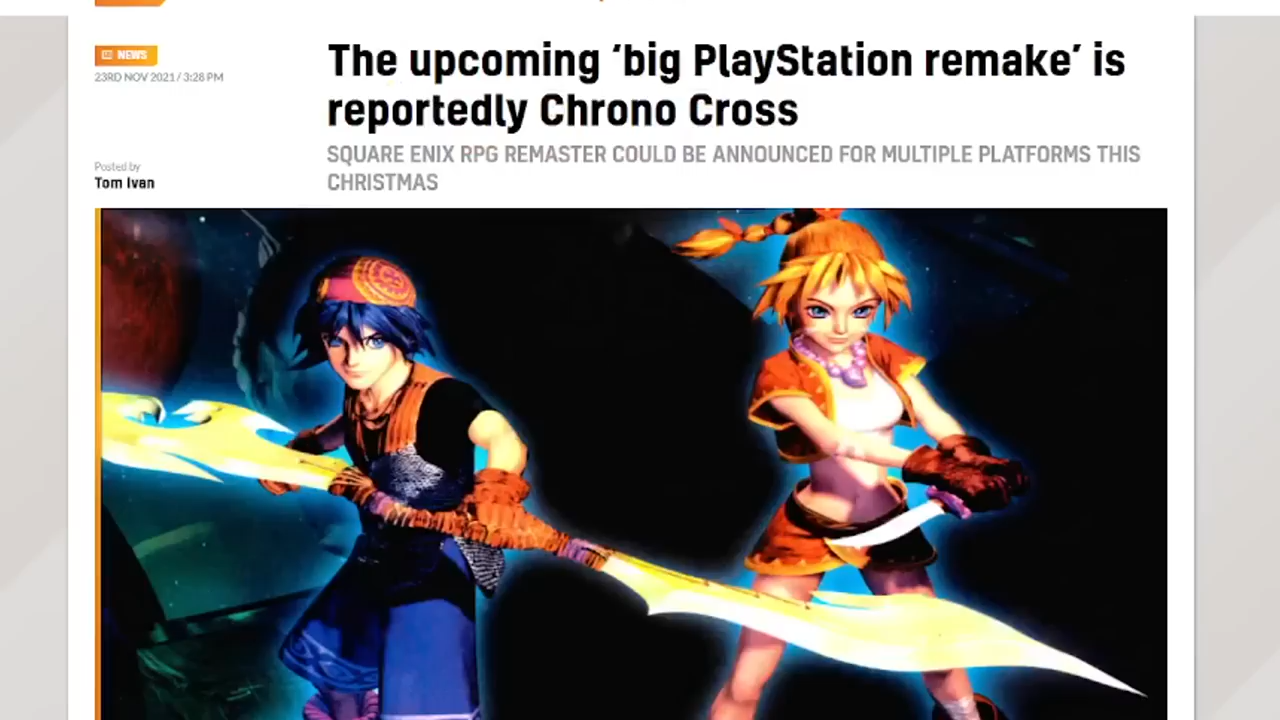 NEWS
23RD NOV 2021 / 3:28 PM
The upcoming ‘big PlayStation remake’ is
reportedly Chrono Cross
SQUARE ENIX RPG REMASTER COULD BE ANNOUNCED FOR MULTIPLE PLATFORMS THIS
CHRISTMAS
Posted by
Tom Ivan